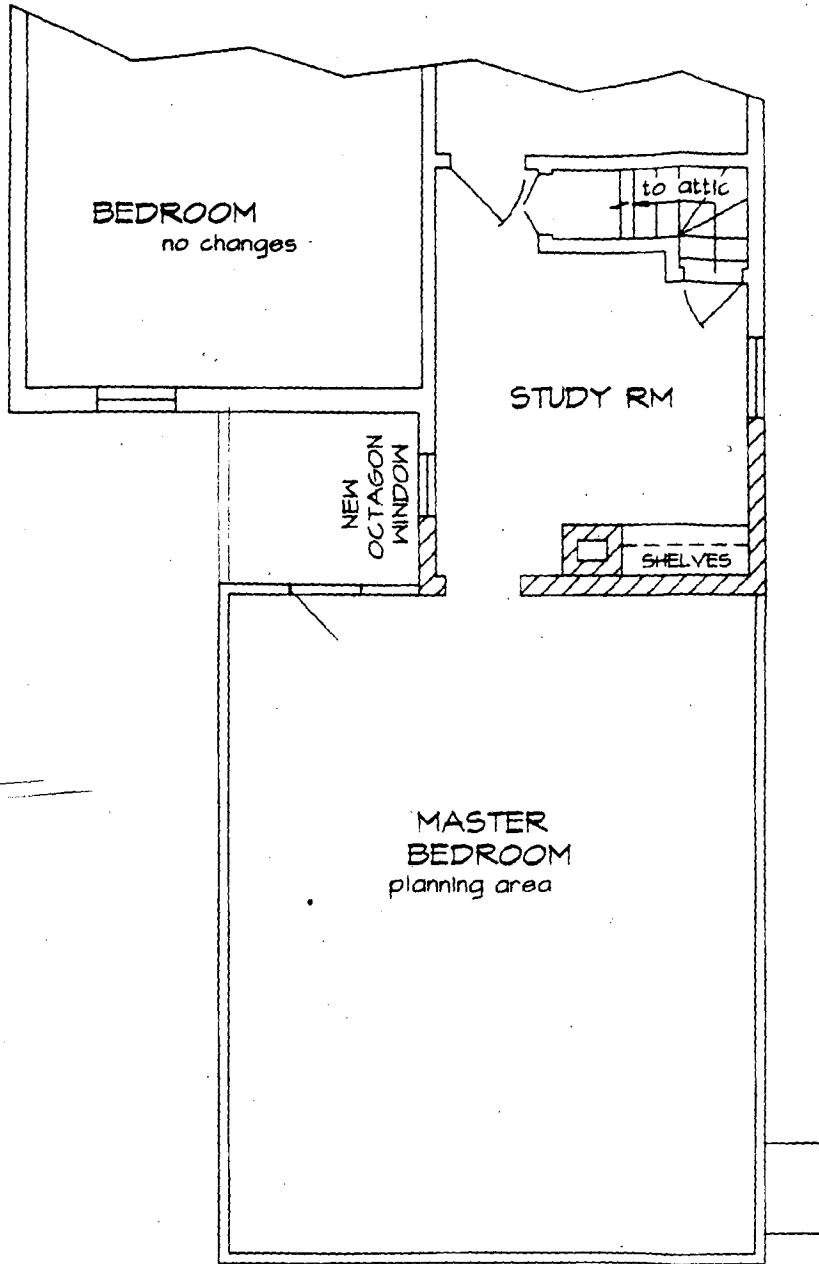 to attic
BEDROOM
no changes
STUDY RM
NEW
OCTAGON
WINDOW
SHELVES
MASTER
BEDROOM
planning area